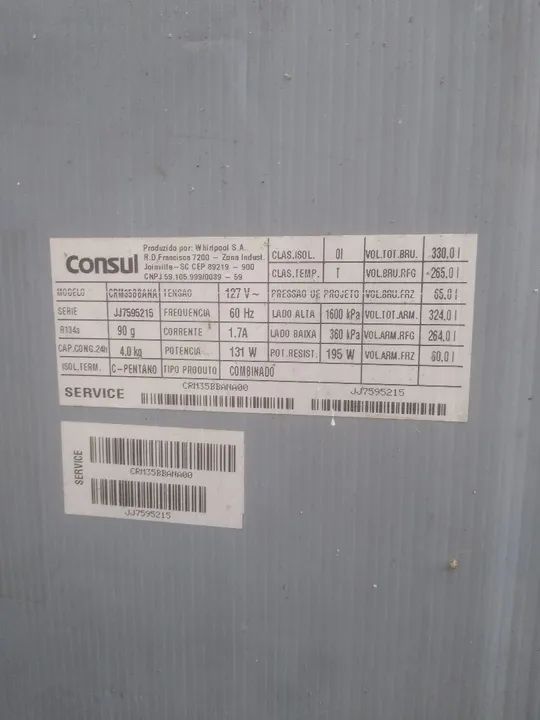 consul
Produzido por: Whirlpool S.A.
R.D.Francisca 7200 - Zona Indust.
Joinville-SC CEP 89219 - 900
CNPJ.59.105.999/0039 - 59
CLAS.ISOL. 01 VOL.TOT.BRU. 330,0 l
CLAS.TEMP. T VOL.BRU.RFG 265,0 l
MODELO CRM35BBANA TENSAO 127 V~ PRESSAO DE PROJETO VOL.BRU.FRZ 65,0 l
SERIE JJ7595215 FREQUENCIA 60 Hz LADO ALTA 1600 kPa VOL.TOT.ARM. 324,0 l
R134a 90 g CORRENTE 1.7A LADO BAIXA 360 kPa VOL.ARM.RFG 264,0 l
CAP.CONG.24h 4.0 kg POTENCIA 131 W POT.RESIST. 195 W VOL.ARM.FRZ 60,0 l
ISOL.TERM. C-PENTANO TIPO PRODUTO COMBINADO
SERVICE CRM35BBANA00 JJ7595215
SERVICE
CRM35BBANA00
JJ7595215